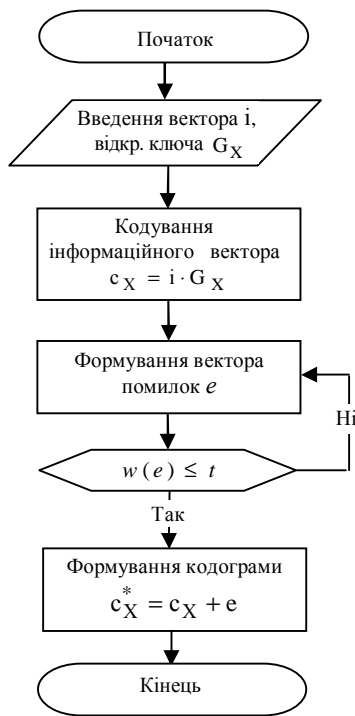 Початок
Введення вектора i,
відкр. ключа G_X
Кодування
інформаційного вектора
c_X = i · G_X
Формування вектора
помилок e
Ні
w (e) ≤ t
Так
Формування кодограми
c_X^* = c_X + e
Кінець